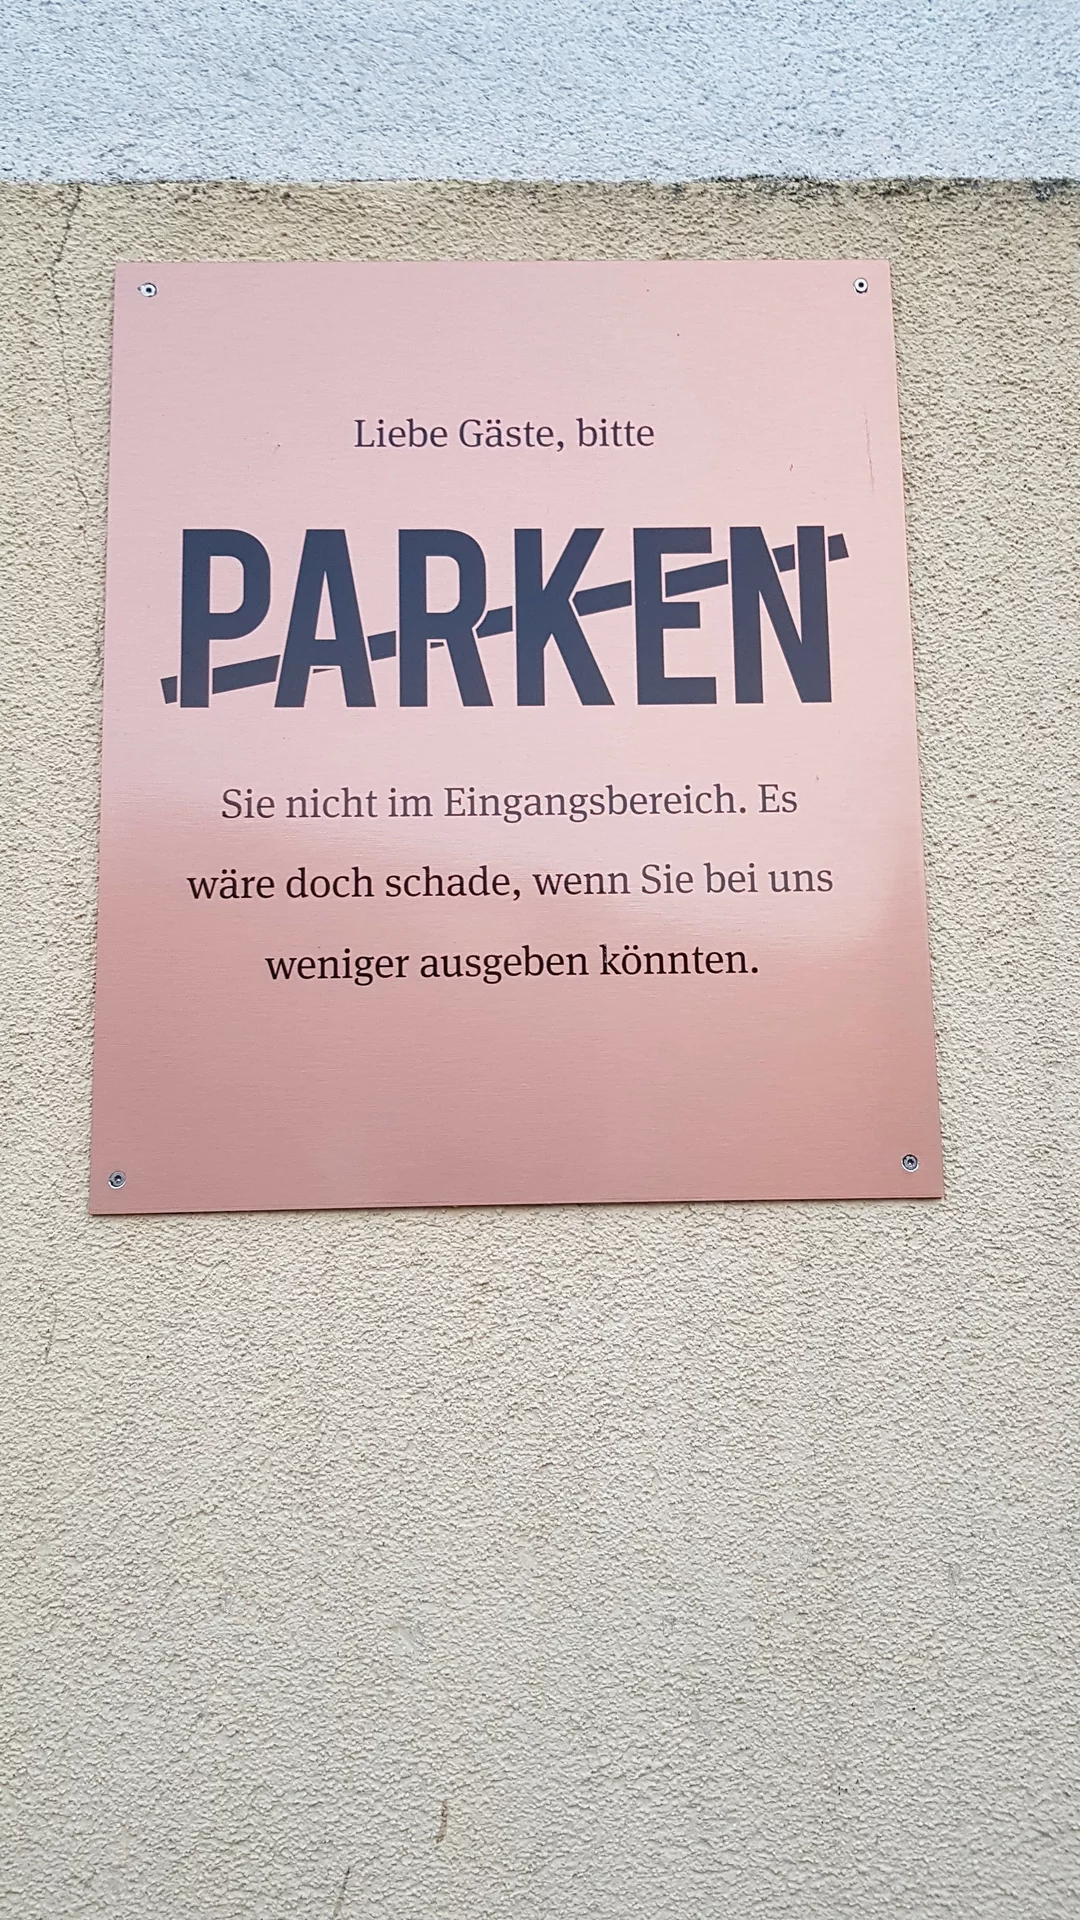 Liebe Gäste, bitte
PARKEN
Sie nicht im Eingangsbereich. Es
wäre doch schade, wenn Sie bei uns
weniger ausgeben könnten.